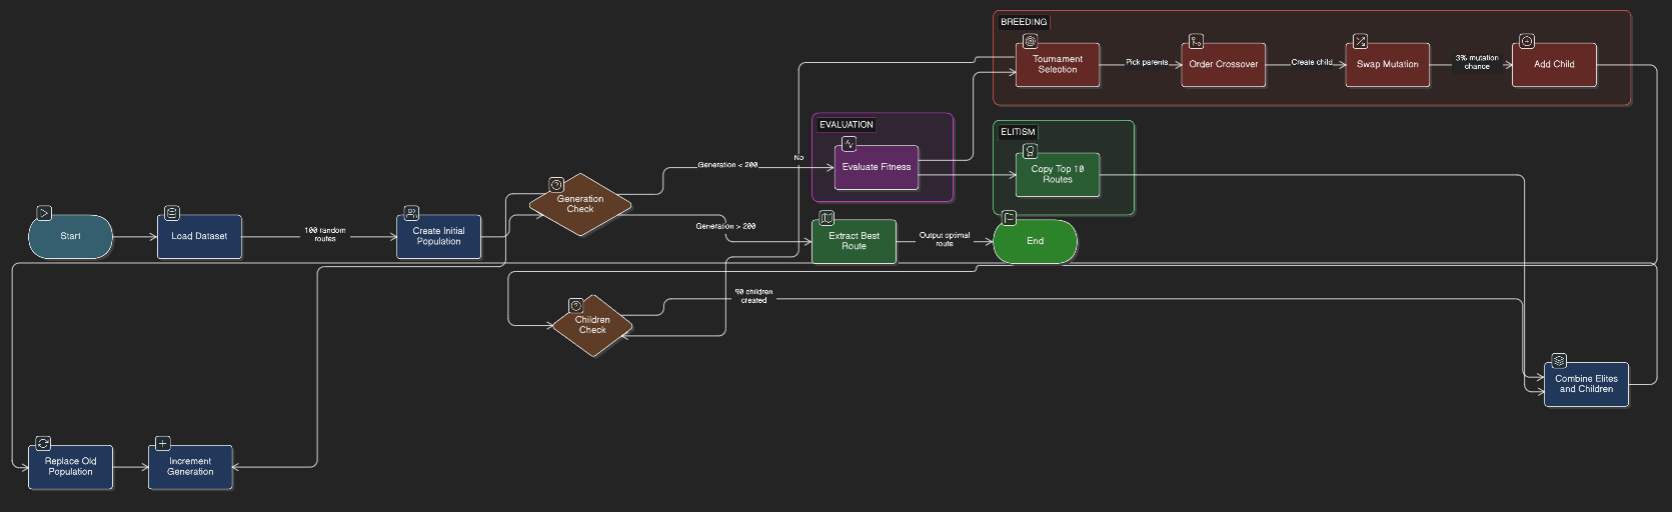 BREEDING
Tournament
Selection
Pick parents
Order Crossover
Create child
Swap Mutation
3% mutation
chance
Add Child
EVALUATION
Evaluate Fitness
ELITISM
Copy Top 10
Routes
No
Generation < 200
Generation
Check
Generation > 200
Start
Load Dataset
100 random
routes
Create Initial
Population
Extract Best
Route
Output optimal
route
End
90 children
created
Children
Check
Combine Elites
and Children
Replace Old
Population
Increment
Generation